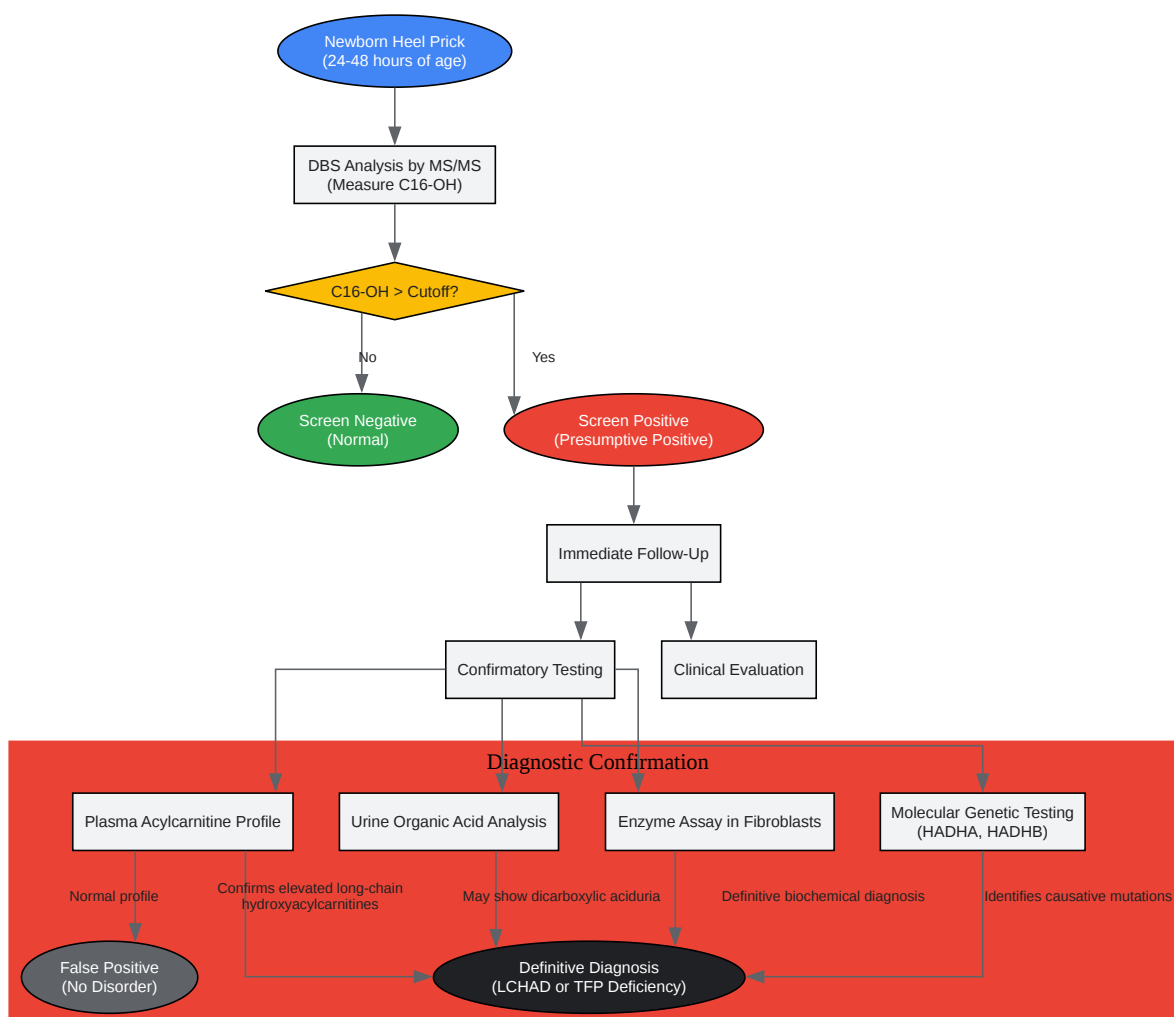 Newborn Heel Prick
(24-48 hours of age)
DBS Analysis by MS/MS
(Measure C16-OH)
C16-OH > Cutoff?
No
Yes
Screen Negative
(Normal)
Screen Positive
(Presumptive Positive)
Immediate Follow-Up
Confirmatory Testing
Clinical Evaluation
Diagnostic Confirmation
Plasma Acylcarnitine Profile
Urine Organic Acid Analysis
Enzyme Assay in Fibroblasts
Molecular Genetic Testing
(HADHA, HADHB)
Normal profile
Confirms elevated long-chain
hydroxyacylcarnitines
May show dicarboxylic aciduria
Definitive biochemical diagnosis
Identifies causative mutations
False Positive
(No Disorder)
Definitive Diagnosis
(LCHAD or TFP Deficiency)